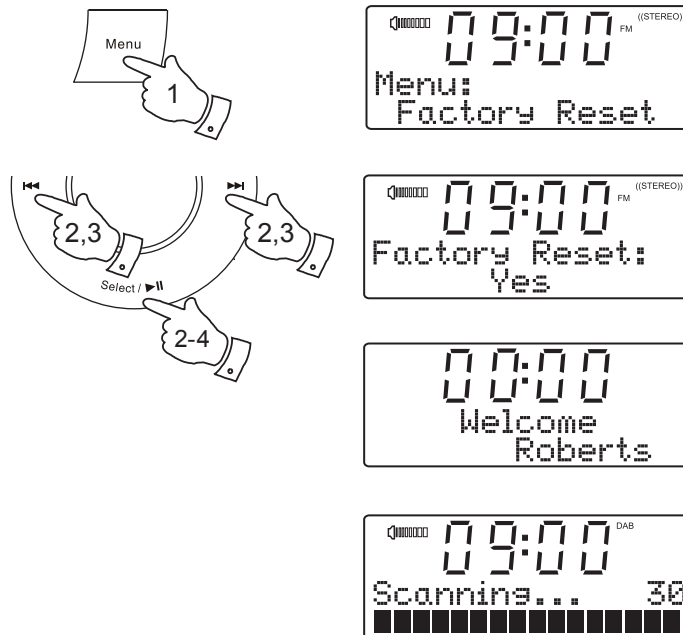 Menu
1
09:00 FM ((STEREO))
Menu:
Factory Reset
2,3
2,3
Select /
2-4
09:00 FM ((STEREO))
Factory Reset:
Yes
00:00
Welcome
Roberts
09:00 DAB
Scanning... 30